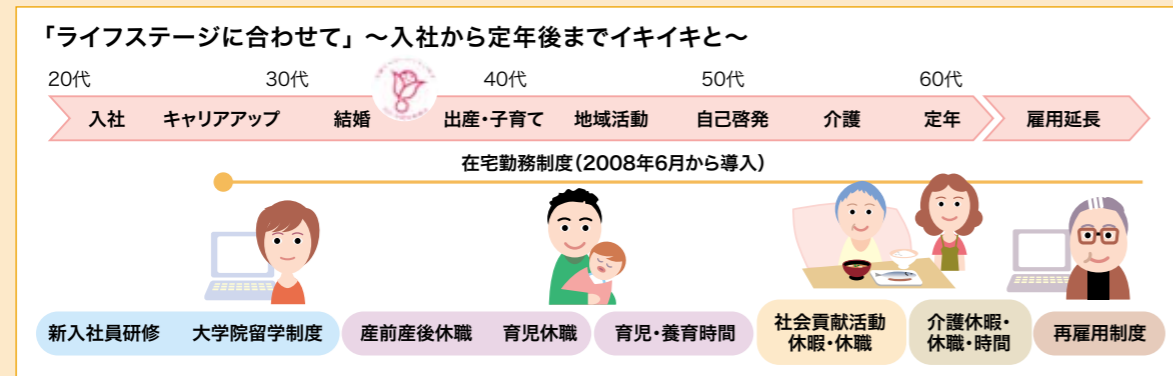 「ライフステージに合わせて」～入社から定年後までイキイキと～
20代 30代 40代 50代 60代
入社 キャリアアップ 結婚 出産・子育て 地域活動 自己啓発 介護 定年 雇用延長
在宅勤務制度(2008年6月から導入)
新入社員研修 大学院留学制度 産前産後休職 育児休職 育児・養育時間
社会貢献活動
休暇・休職
介護休暇・
休職・時間
再雇用制度